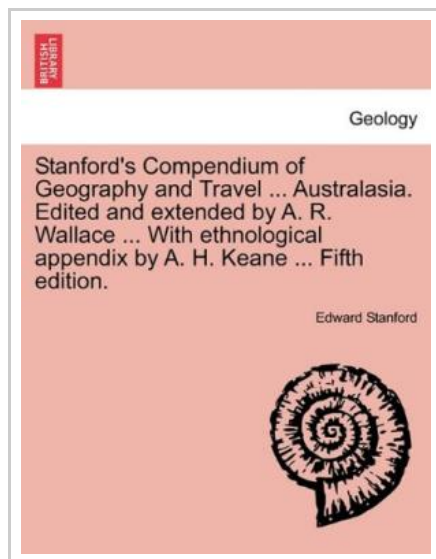 BRITISH
LIBRARY
Geology
Stanford's Compendium of
Geography and Travel ... Australasia.
Edited and extended by A. R.
Wallace ... With ethnological
appendix by A. H. Keane ... Fifth
edition.
Edward Stanford